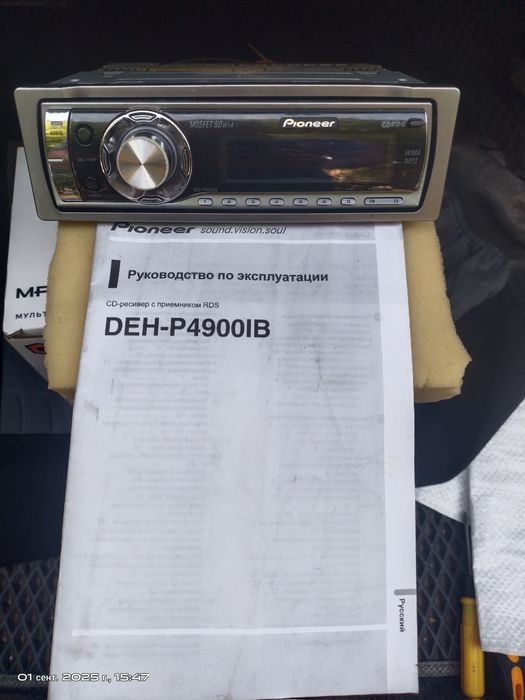 MOSFET 50Wx4
Pioneer
WMA
MP3
Pioneer sound.vision.soul
Руководство по эксплуатации
CD-ресивер с приемником RDS
DEH-P4900IB
Русский
01 сент. 2025 г., 15:47